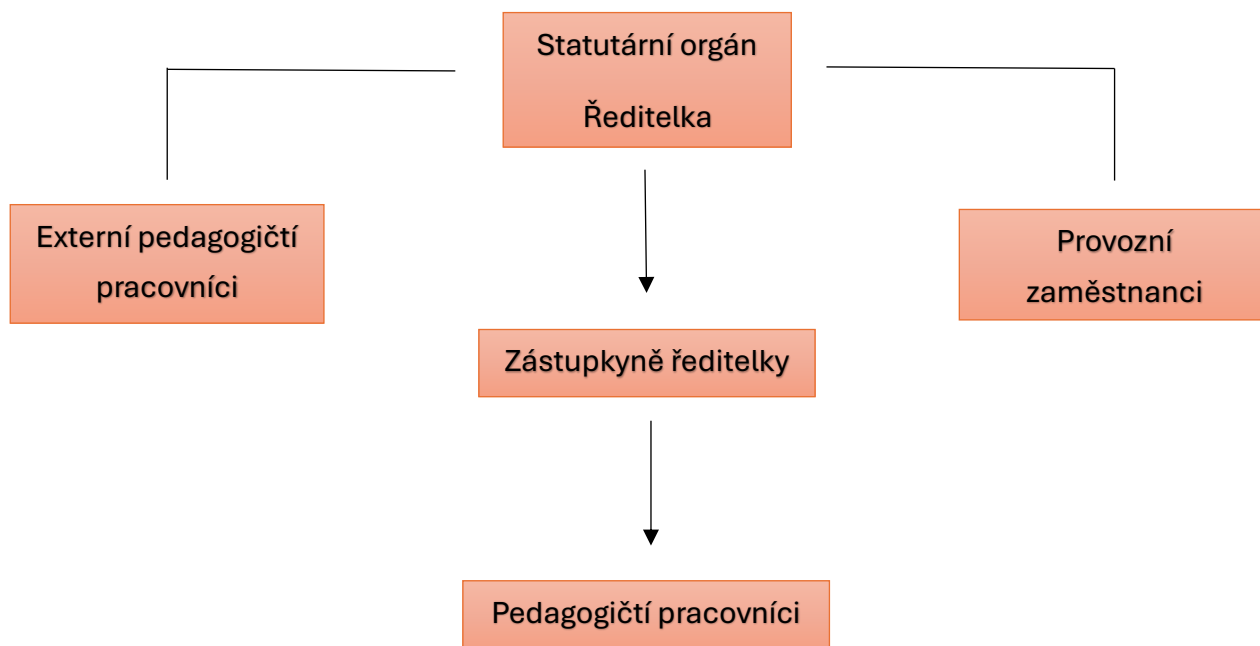 Statutární orgán
Ředitelka
Externí pedagogičtí
pracovníci
Provozní
zaměstnanci
Zástupkyně ředitelky
Pedagogičtí pracovníci